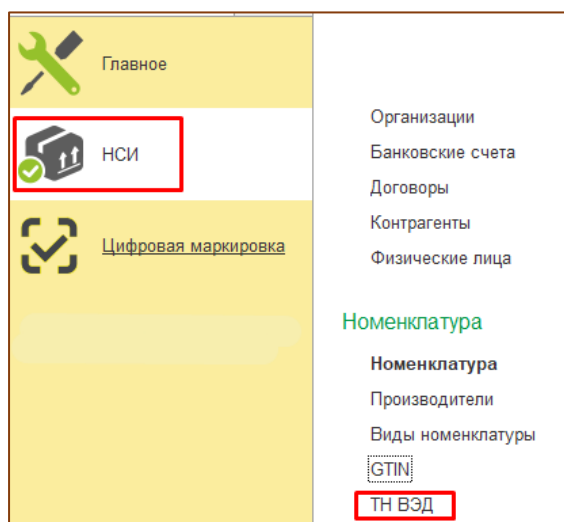 Главное
НСИ
Цифровая маркировка
Организации
Банковские счета
Договоры
Контрагенты
Физические лица
Номенклатура
Номенклатура
Производители
Виды номенклатуры
GTIN
ТН ВЭД